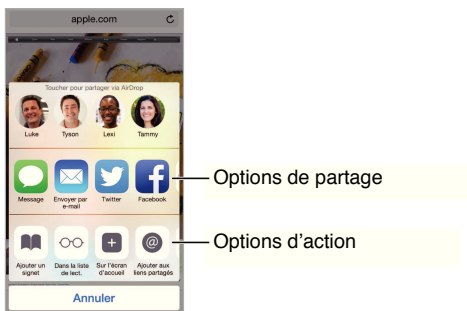 apple.com
Toucher pour partager via AirDrop
Luke Tyson Lexi Tammy
Message Envoyer par e-mail Twitter Facebook
Options de partage
Options d’action
Ajouter un signet Dans la liste de lect. Sur l'écran d'accueil Ajouter aux liens partagés
Annuler